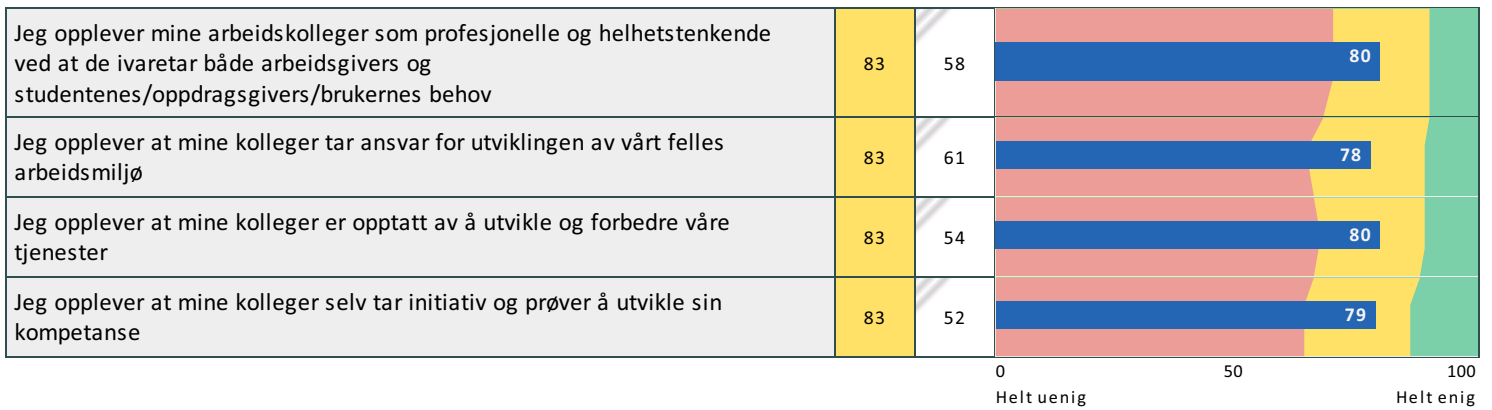 Jeg opplever mine arbeidskolleger som profesjonelle og helhetstenkende
ved at de ivaretar både arbeidsgivers og
studentenes/oppdragsgivers/brukernes behov
83
58
80
Jeg opplever at mine kolleger tar ansvar for utviklingen av vårt felles
arbeidsmiljø
83
61
78
Jeg opplever at mine kolleger er opptatt av å utvikle og forbedre våre
tjenester
83
54
80
Jeg opplever at mine kolleger selv tar initiativ og prøver å utvikle sin
kompetanse
83
52
79
0 50 100
Helt uenig Helt enig